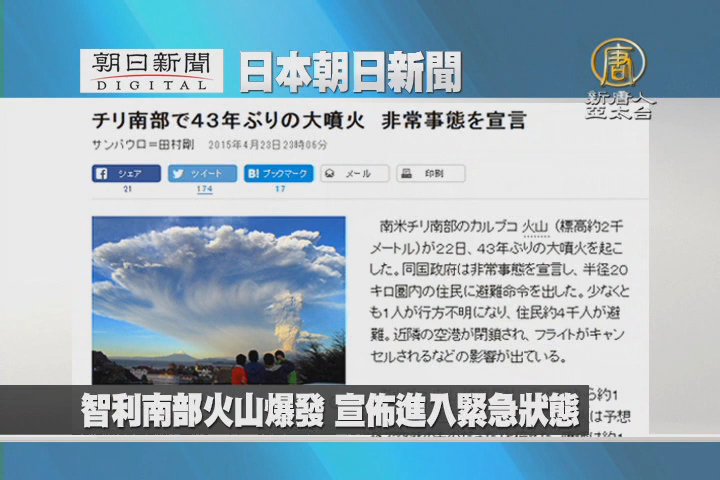 朝日新聞
DIGITAL
日本朝日新聞
唐
新唐人
亞太台
チリ南部で43年ぶりの大噴火 非常事態を宣言
サンパウロ=田村剛 2015年4月23日23時06分
シェア
ツイート
B! ブックマーク
メール
印刷
21
174
17
南米チリ南部のカルブコ火山(標高約2千
メートル)が22日、43年ぶりの大噴火を起こ
した。同国政府は非常事態を宣言し、半径20
キロ圏内の住民に避難命令を出した。少なくと
も1人が行方不明になり、住民約4千人が避
難。近隣の空港が閉鎖され、フライトがキャン
セルされるなどの影響が出ている。
ら約1
は予想
智利南部火山爆發 宣佈進入緊急狀態